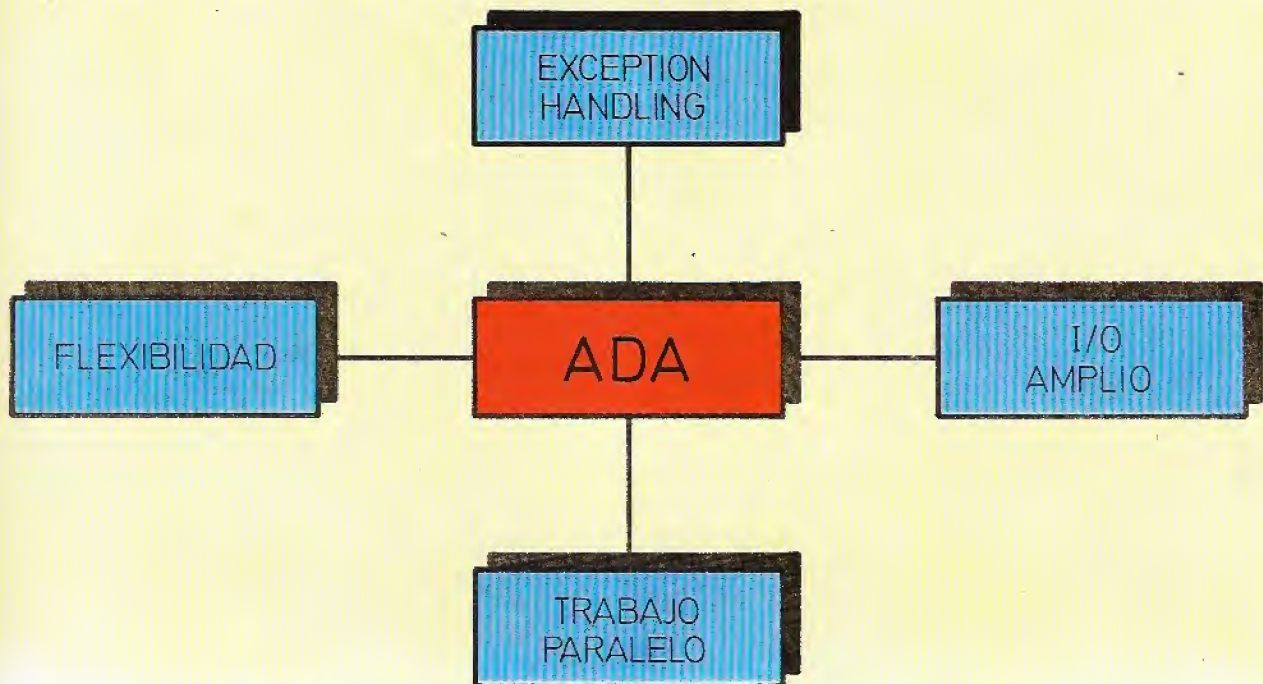 EXCEPTION
HANDLING
FLEXIBILIDAD
ADA
I/O
AMPLIO
TRABAJO
PARALELO